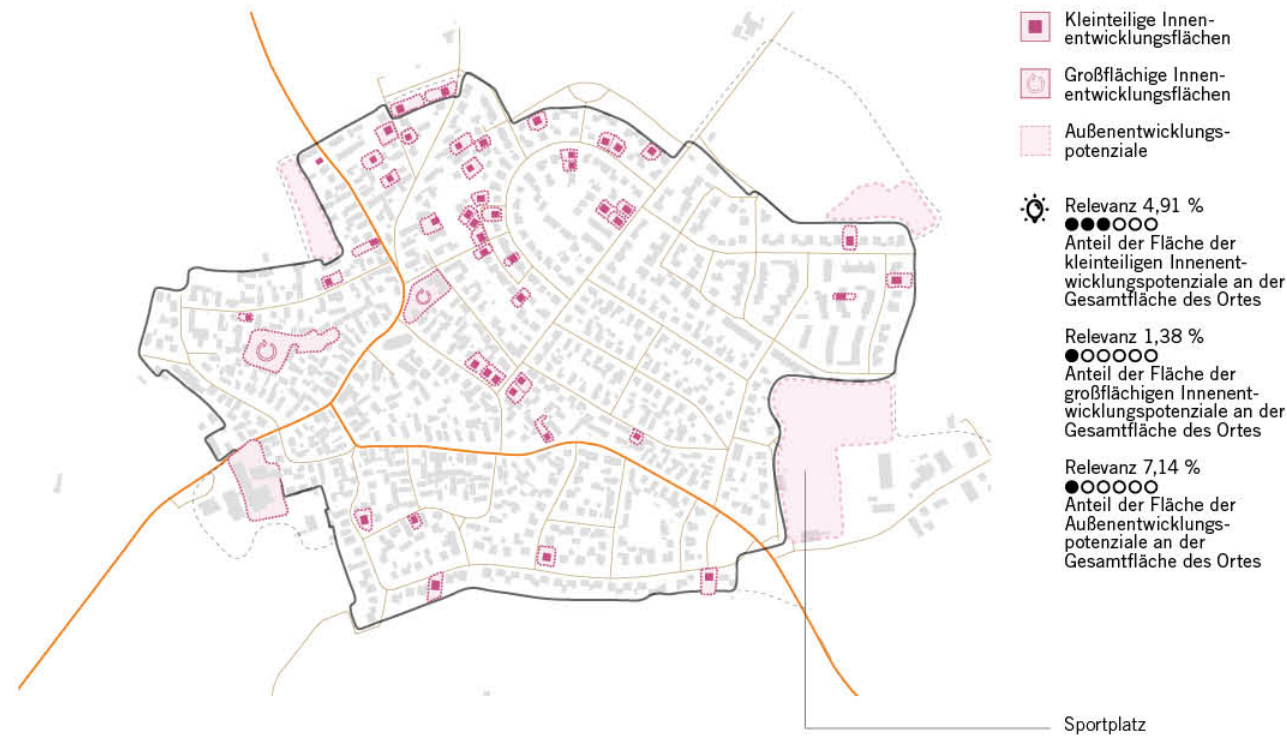 Kleinteilige Innen-
entwicklungsflächen
Großflächige Innen-
entwicklungsflächen
Außenentwicklungs-
potenziale
Relevanz 4,91 %
Anteil der Fläche der
kleinteiligen Innenent-
wicklungspotenziale an der
Gesamtfläche des Ortes
Relevanz 1,38 %
Anteil der Fläche der
großflächigen Innenent-
wicklungspotenziale an der
Gesamtfläche des Ortes
Relevanz 7,14 %
Anteil der Fläche der
Außenentwicklungs-
potenziale an der
Gesamtfläche des Ortes
Sportplatz